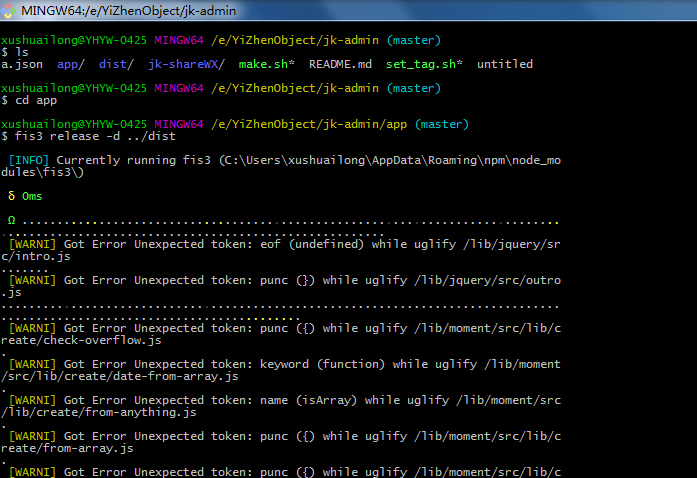 MINGW64:/e/YiZhenObject/jk-admin
xushuailong@YHYW-0425 MINGW64 /e/YiZhenObject/jk-admin (master)
$ ls
a.json  app/  dist/  jk-shareWX/  make.sh*  README.md  set_tag.sh*  untitled
xushuailong@YHYW-0425 MINGW64 /e/YiZhenObject/jk-admin (master)
$ cd app
xushuailong@YHYW-0425 MINGW64 /e/YiZhenObject/jk-admin/app (master)
$ fis3 release -d ../dist
[INFO] Currently running fis3 (C:\Users\xushuailong\AppData\Roaming\npm\node_mo
dules\fis3\)
δ 0ms
Ω ...........................................................................
......................................................
[WARNI] Got Error Unexpected token: eof (undefined) while uglify /lib/jquery/sr
c/intro.js
.......
[WARNI] Got Error Unexpected token: punc (}) while uglify /lib/jquery/src/outro
.js
................................................................................
...........................................
[WARNI] Got Error Unexpected token: punc ({) while uglify /lib/moment/src/lib/c
reate/check-overflow.js
.
[WARNI] Got Error Unexpected token: keyword (function) while uglify /lib/moment
/src/lib/create/date-from-array.js
.
[WARNI] Got Error Unexpected token: name (isArray) while uglify /lib/moment/src
/lib/create/from-anything.js
.
[WARNI] Got Error Unexpected token: punc ({) while uglify /lib/moment/src/lib/c
reate/from-array.js
.
[WARNI] Got Error Unexpected token: punc ({) while uglify /lib/moment/src/lib/c